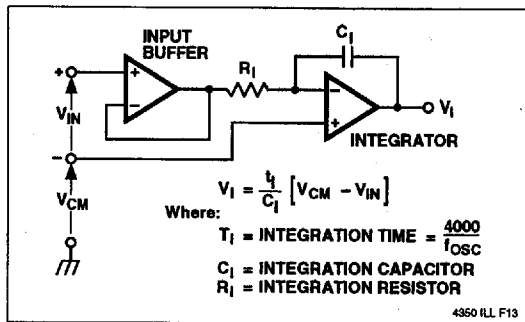 INPUT
BUFFER
C_I
R_I
+
+
−
V_IN
−
−
+
V_I
INTEGRATOR
V_CM
V_I = t_I/C_I [V_CM − V_IN]
Where:
T_I = INTEGRATION TIME = 4000/f_OSC
C_I = INTEGRATION CAPACITOR
R_I = INTEGRATION RESISTOR
4350 ILL F13